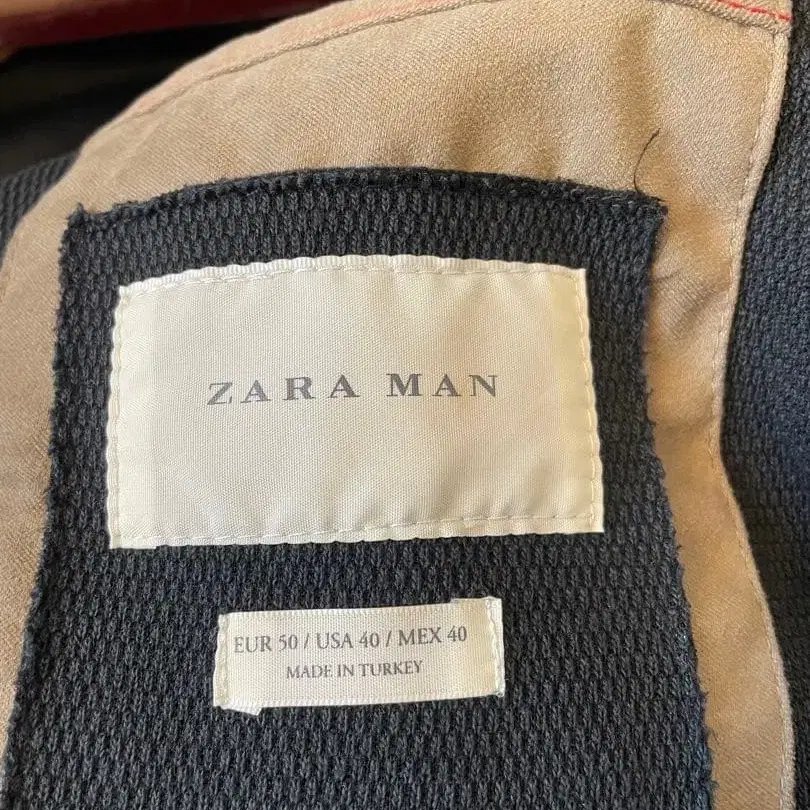 ZARA MAN
EUR 50 / USA 40 / MEX 40
MADE IN TURKEY